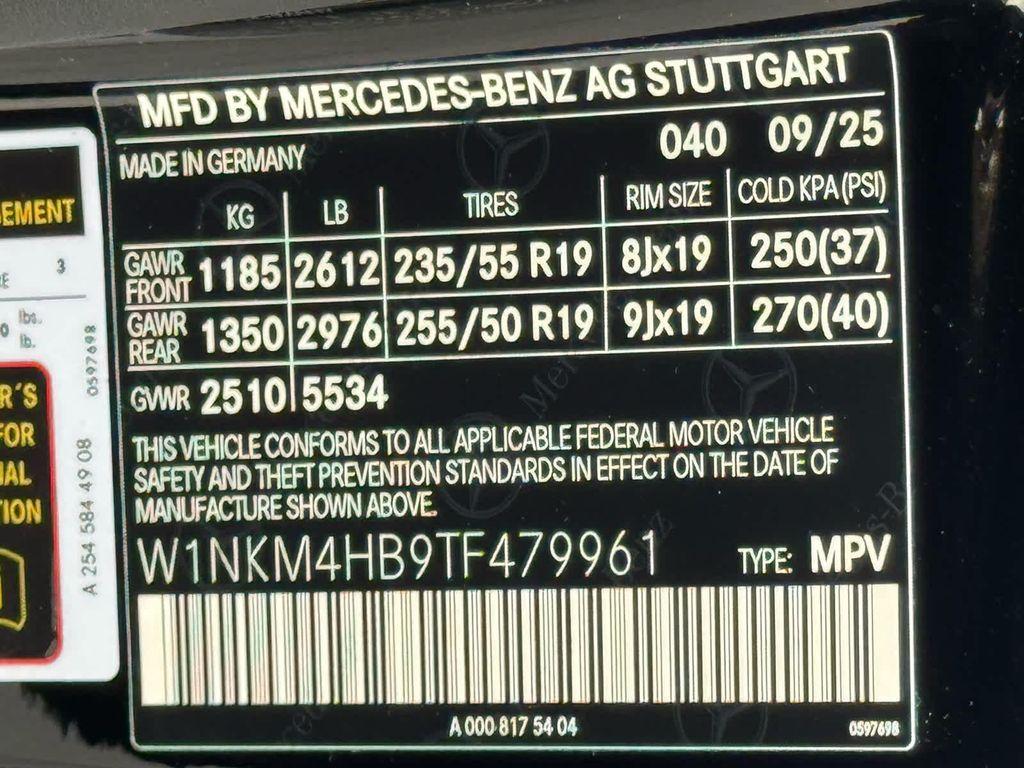 MFD BY MERCEDES-BENZ AG STUTTGART
MADE IN GERMANY 040 09/25
KG LB TIRES RIM SIZE COLD KPA(PSI)
GAWR FRONT 1185 2612 235/55 R19 8Jx19 250(37)
GAWR REAR 1350 2976 255/50 R19 9Jx19 270(40)
GVWR 2510 5534
THIS VEHICLE CONFORMS TO ALL APPLICABLE FEDERAL MOTOR VEHICLE
SAFETY AND THEFT PREVENTION STANDARDS IN EFFECT ON THE DATE OF
MANUFACTURE SHOWN ABOVE.
W1NKM4HB9TF479961 TYPE: MPV
A 000 817 54 04 0597698
EMENT
3
lbs.
lb.
0597698
R'S
FOR
A 254 584 49 08